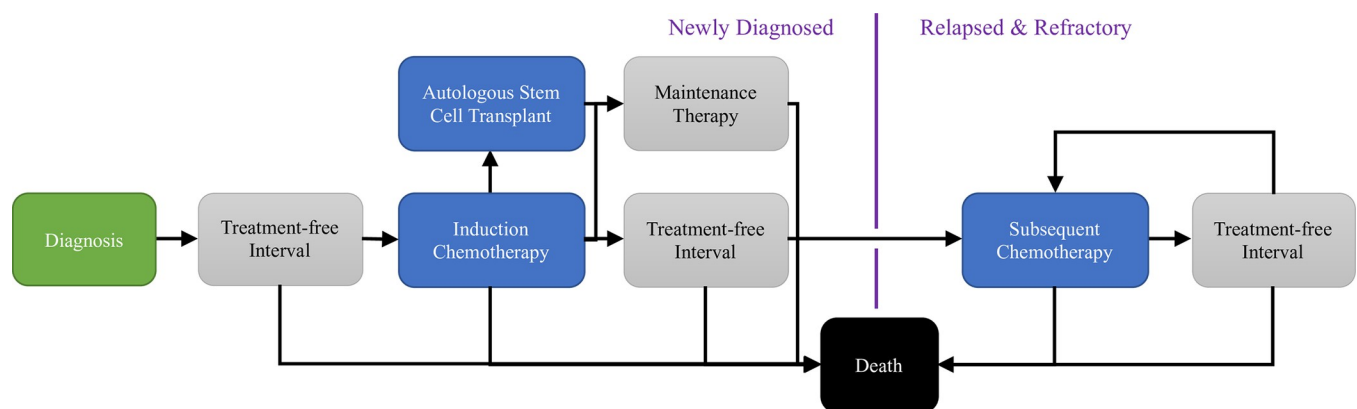 Newly Diagnosed
Relapsed & Refractory
Autologous Stem
Cell Transplant
Maintenance
Therapy
Diagnosis
Treatment-free
Interval
Induction
Chemotherapy
Treatment-free
Interval
Subsequent
Chemotherapy
Treatment-free
Interval
Death